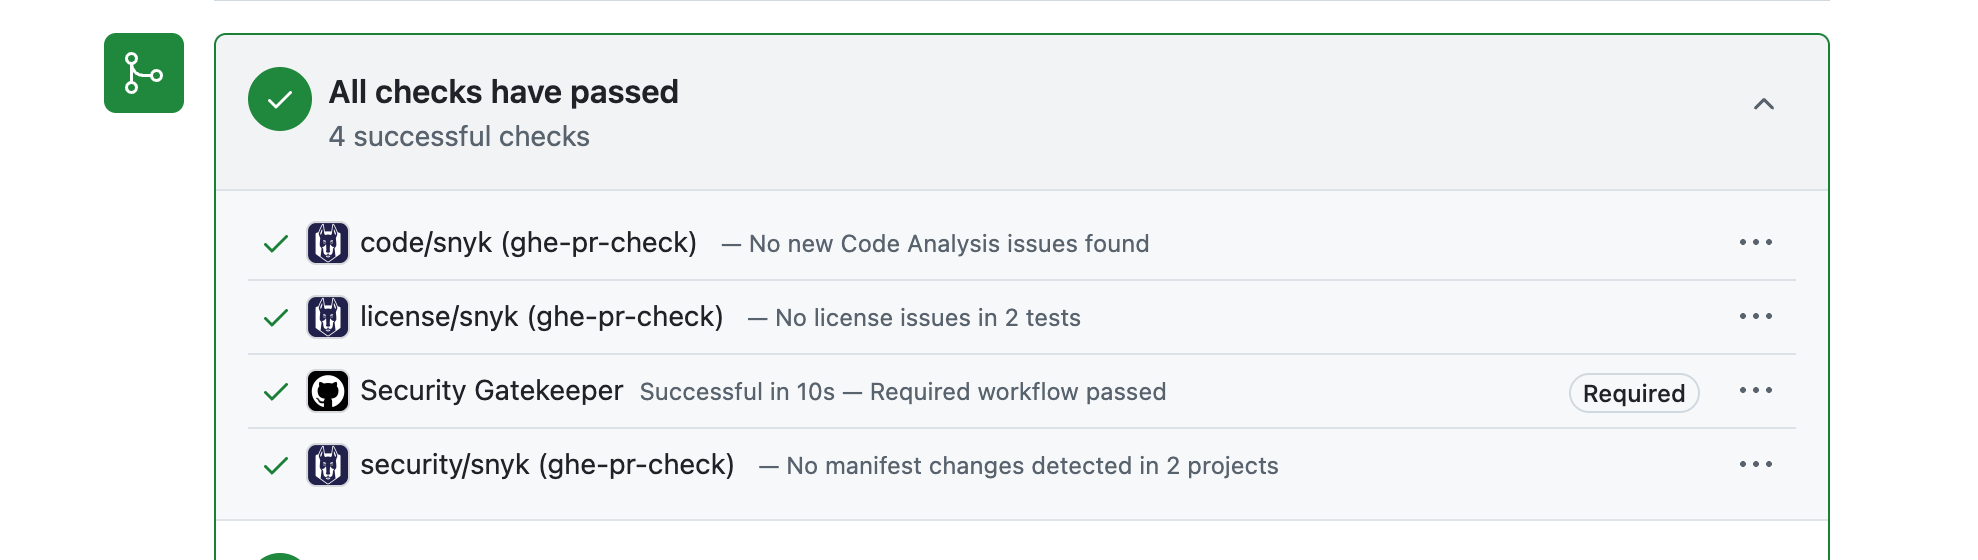 All checks have passed
4 successful checks
code/snyk (ghe-pr-check) — No new Code Analysis issues found
license/snyk (ghe-pr-check) — No license issues in 2 tests
Security Gatekeeper Successful in 10s — Required workflow passed Required
security/snyk (ghe-pr-check) — No manifest changes detected in 2 projects